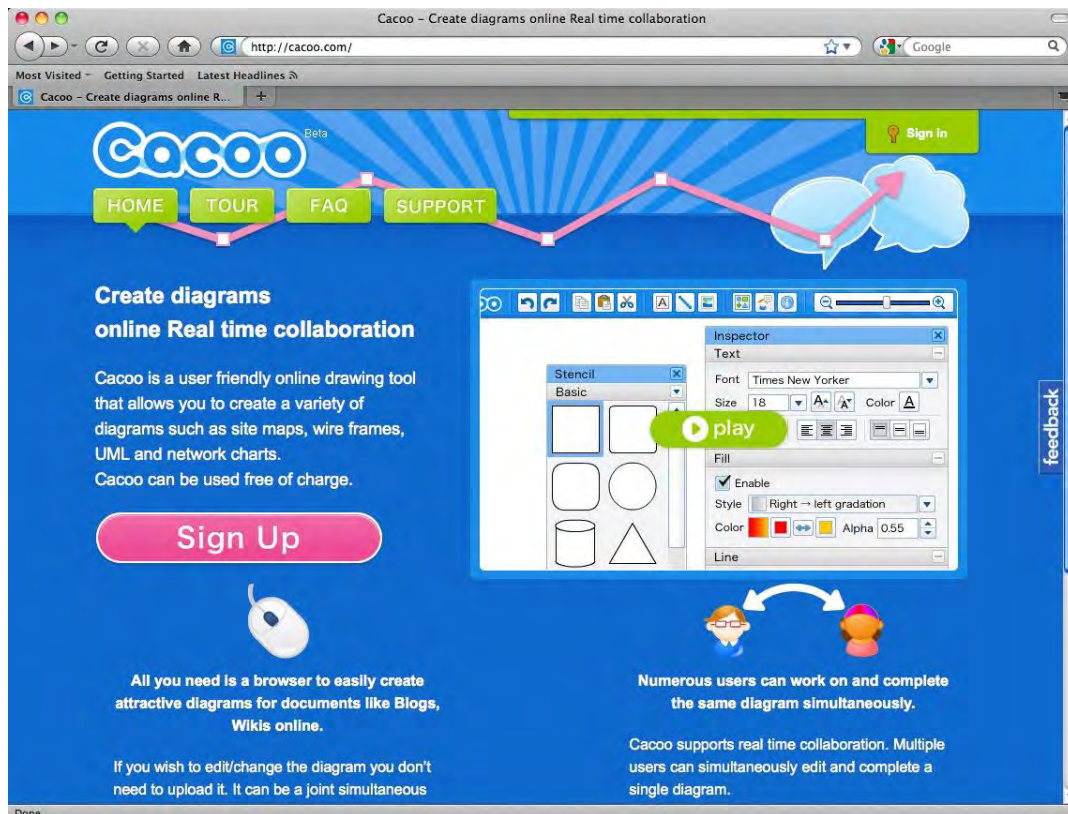 Cacoo – Create diagrams online Real time collaboration
http://cacoo.com/
Google
Most Visited
Getting Started
Latest Headlines
Cacoo – Create diagrams online R...
+
Cacoo
Beta
Sign in
HOME
TOUR
FAQ
SUPPORT
Create diagrams
online Real time collaboration
Cacoo is a user friendly online drawing tool
that allows you to create a variety of
diagrams such as site maps, wire frames,
UML and network charts.
Cacoo can be used free of charge.
Sign Up
Inspector
Text
Font Times New Yorker
Size 18 A A Color A
Stencil
Basic
play
Fill
Enable
Style Right → left gradation
Color Alpha 0.55
Line
feedback
All you need is a browser to easily create
attractive diagrams for documents like Blogs,
Wikis online.
If you wish to edit/change the diagram you don't
need to upload it. It can be a joint simultaneous
Numerous users can work on and complete
the same diagram simultaneously.
Cacoo supports real time collaboration. Multiple
users can simultaneously edit and complete a
single diagram.
Done